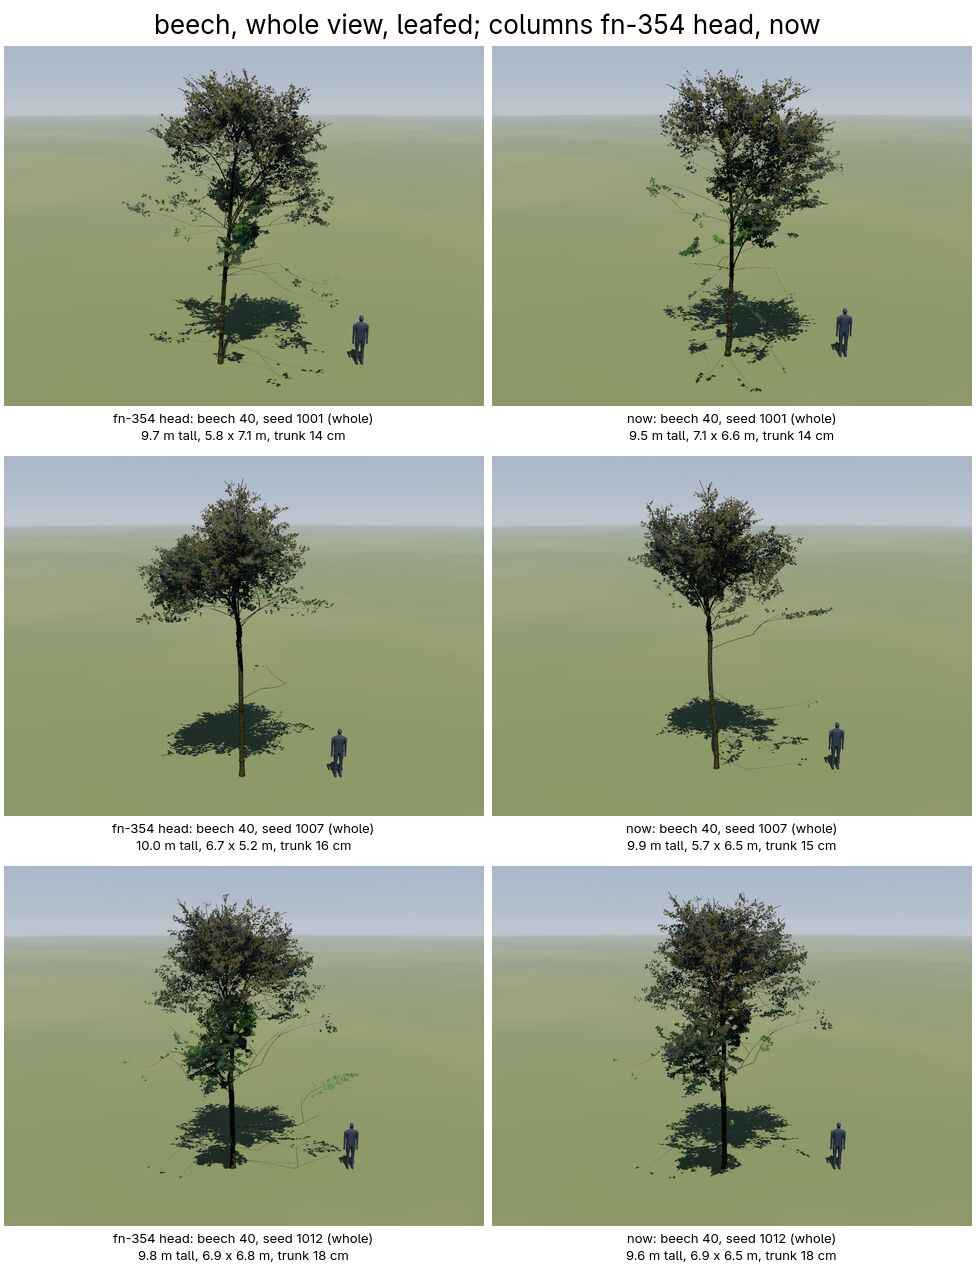 beech, whole view, leafed; columns fn-354 head, now
fn-354 head: beech 40, seed 1001 (whole)
9.7 m tall, 5.8 x 7.1 m, trunk 14 cm
now: beech 40, seed 1001 (whole)
9.5 m tall, 7.1 x 6.6 m, trunk 14 cm
fn-354 head: beech 40, seed 1007 (whole)
10.0 m tall, 6.7 x 5.2 m, trunk 16 cm
now: beech 40, seed 1007 (whole)
9.9 m tall, 5.7 x 6.5 m, trunk 15 cm
fn-354 head: beech 40, seed 1012 (whole)
9.8 m tall, 6.9 x 6.8 m, trunk 18 cm
now: beech 40, seed 1012 (whole)
9.6 m tall, 6.9 x 6.5 m, trunk 18 cm